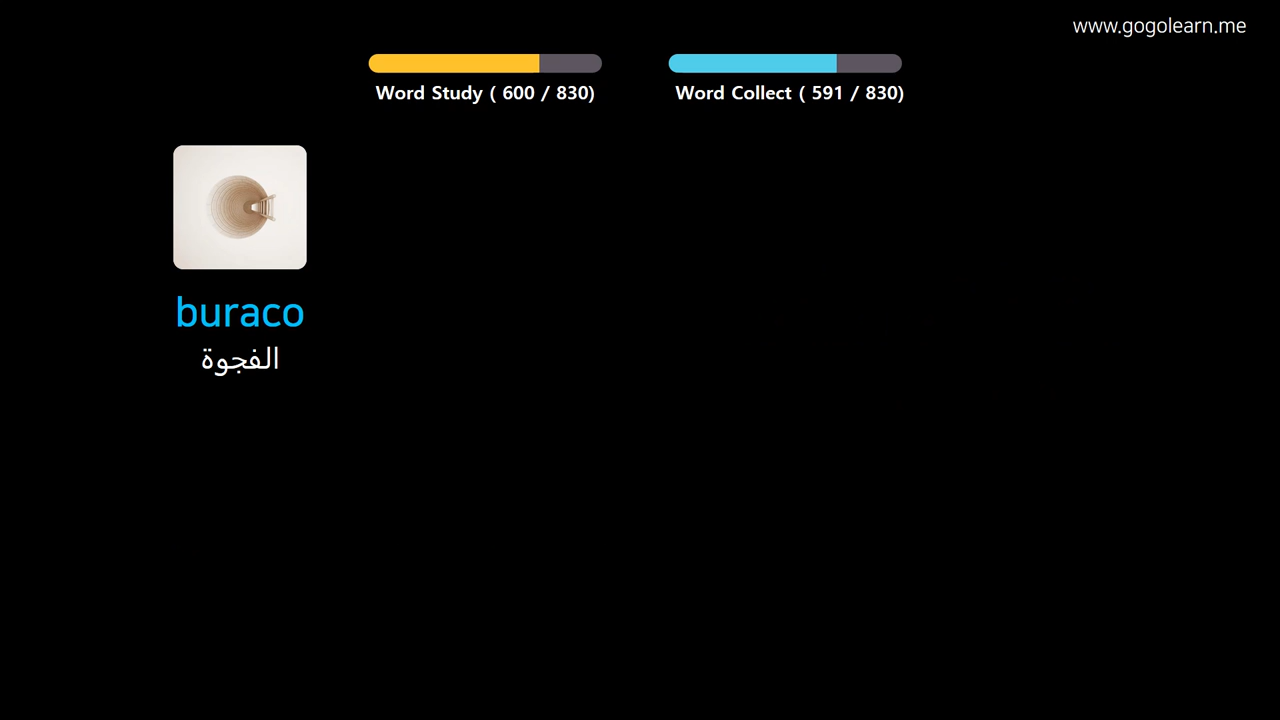 www.gogolearn.me
Word Study ( 600 / 830)
Word Collect ( 591 / 830)
buraco
الفجوة